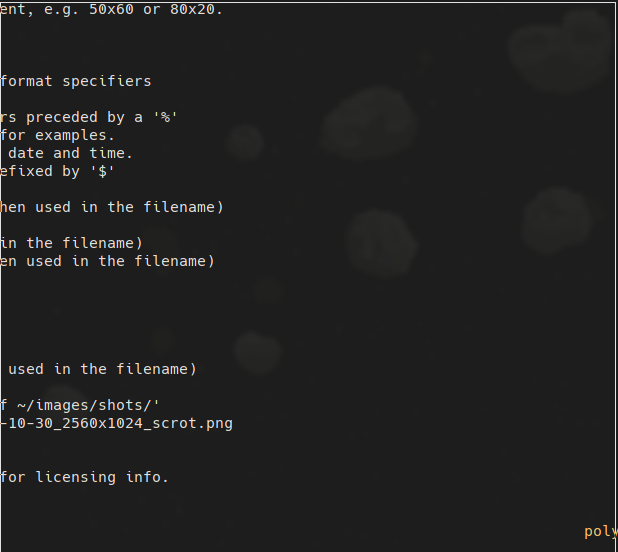 ent, e.g. 50x60 or 80x20.
format specifiers
rs preceded by a '%'
for examples.
date and time.
efixed by '$'
hen used in the filename)
in the filename)
en used in the filename)
used in the filename)
f ~/images/shots/'
-10-30_2560x1024_scrot.png
for licensing info.
poly